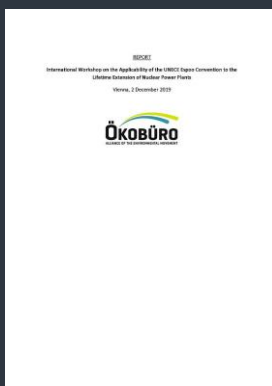 REPORT
International Workshop on the Applicability of the UNECE Espoo Convention to the
Lifetime Extension of Nuclear Power Plants
Vienna, 2 December 2019
ÖKOBÜRO
ALLIANCE OF THE ENVIRONMENTAL MOVEMENT